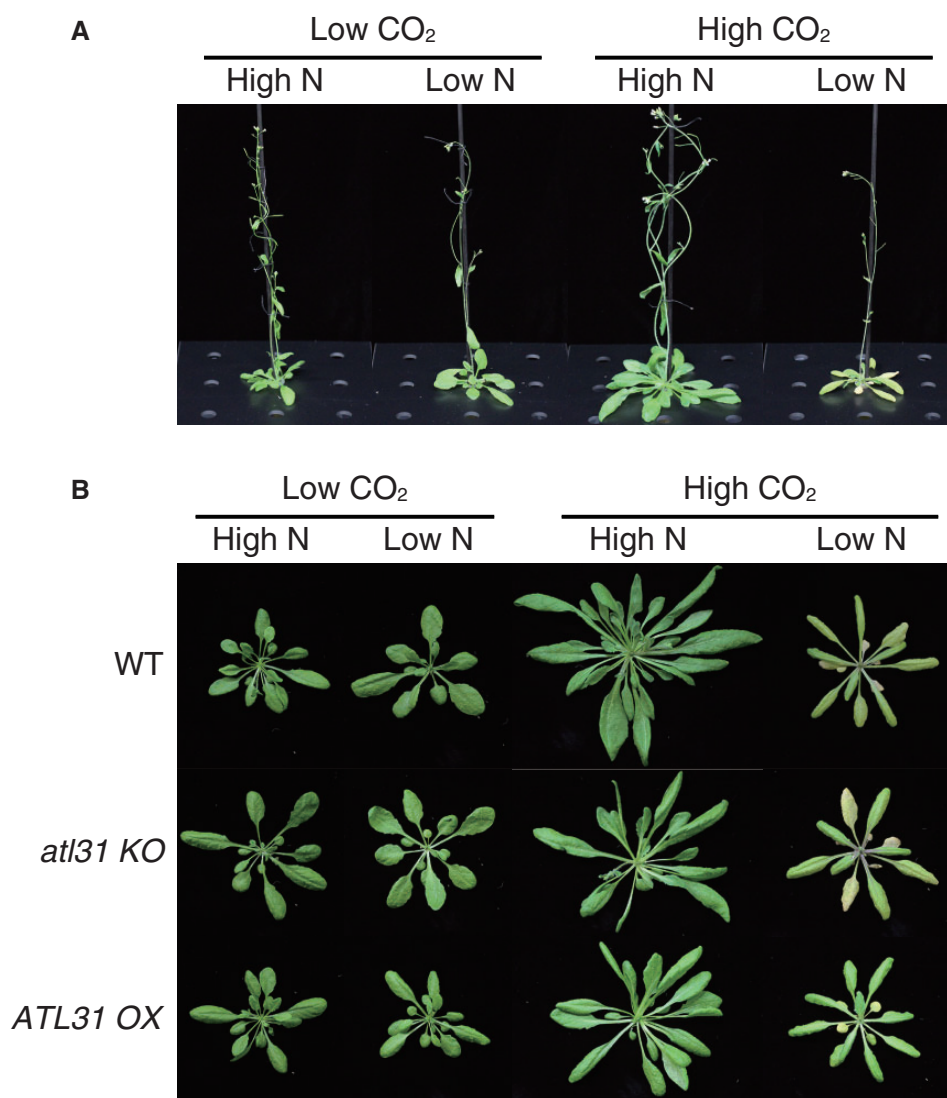 A
Low CO₂ High CO₂
High N Low N High N Low N
B
Low CO₂ High CO₂
High N Low N High N Low N
WT
atl31 KO
ATL31 OX